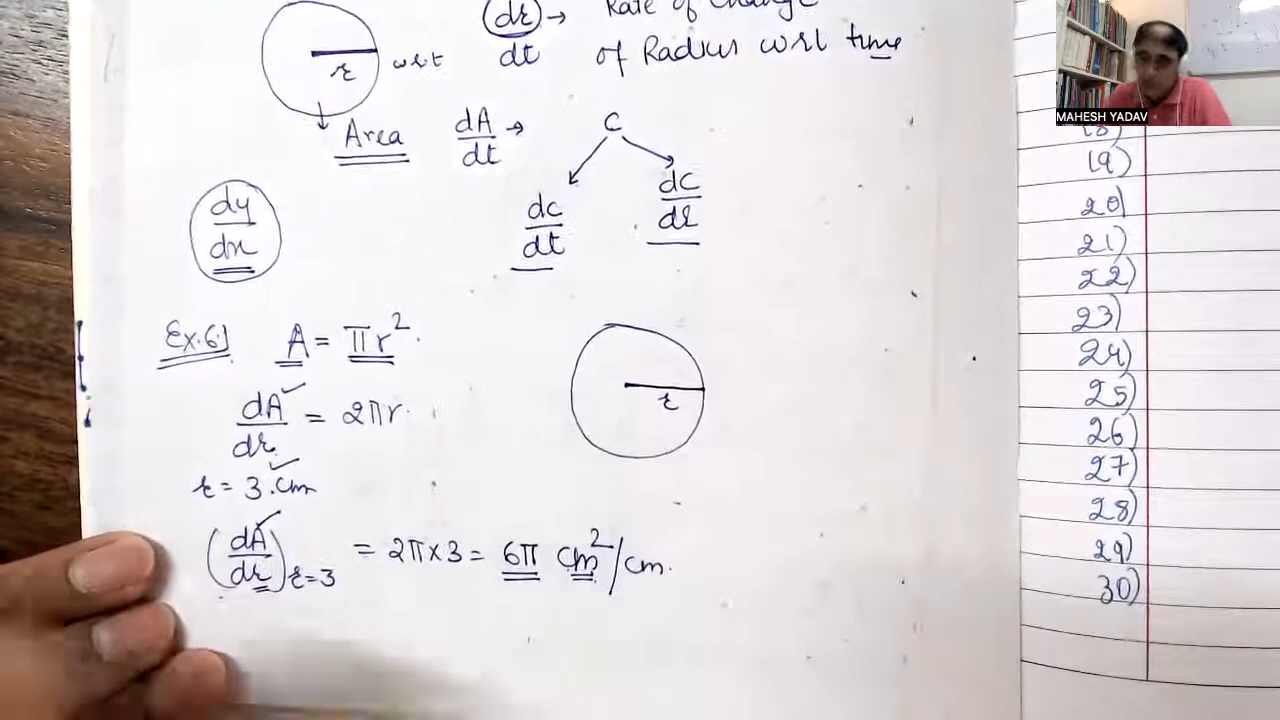 (dr) → Rate of Change
r wrt dt of Radius wrt time
Area dA/dt → C
dc/dt dc/dr
dy/dx
Ex.6.1 A = πr²
dA/dr = 2πr
r
r = 3 cm
(dA/dr) r=3 = 2π×3 = 6π cm²/cm.
MAHESH YADAV
19)
20)
21)
22)
23)
24)
25)
26)
27)
28)
29)
30)